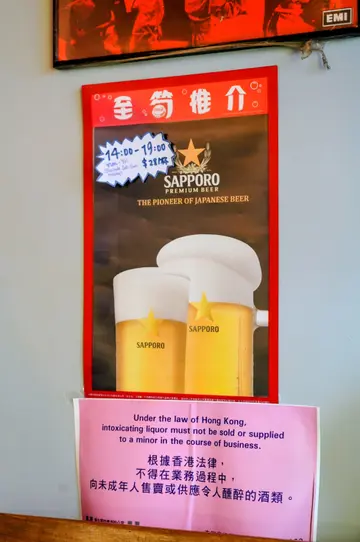 EMI
至筍推介
14:00-19:00
SAPPORO
PREMIUM BEER
THE PIONEER OF JAPANESE BEER
SAPPORO
SAPPORO
Under the law of Hong Kong,
intoxicating liquor must not be sold or supplied
to a minor in the course of business.
根據香港法律，
不得在業務過程中，
向未成年人售賣或供應令人醺醉的酒類。